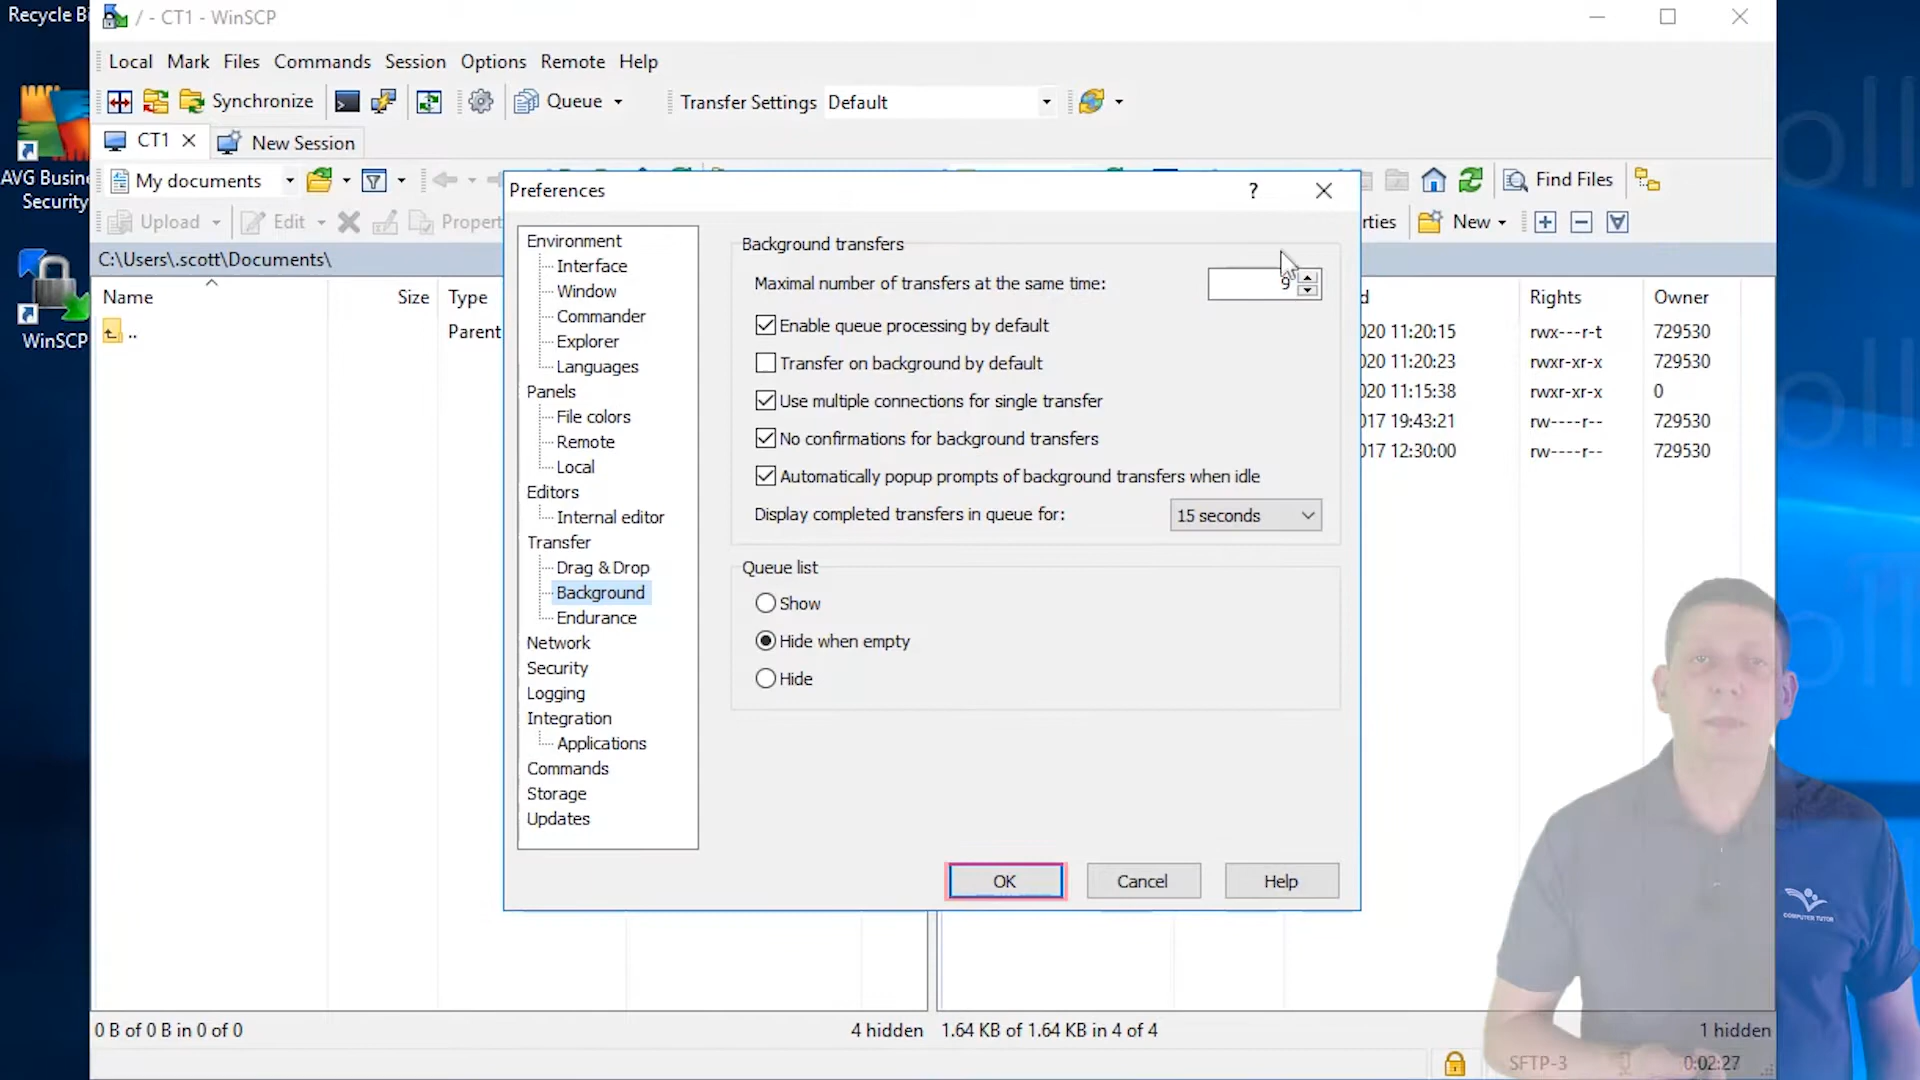 Recycle Bi
/ - CT1 - WinSCP
Local Mark Files Commands Session Options Remote Help
Synchronize Queue Transfer Settings Default
CT1 New Session
My documents Find Files
AVG Busine
Security
Upload Edit Propert rties New
C:\Users\.scott\Documents\
Name Size Type d Rights Owner
.. Parent 020 11:20:15 rwx---r-t 729530
020 11:20:23 rwxr-xr-x 729530
020 11:15:38 rwxr-xr-x 0
017 19:43:21 rw----r-- 729530
017 12:30:00 rw----r-- 729530
WinSCP
Preferences ?
Environment
Interface
Window
Commander
Explorer
Languages
Panels
File colors
Remote
Local
Editors
Internal editor
Transfer
Drag & Drop
Background
Endurance
Network
Security
Logging
Integration
Applications
Commands
Storage
Updates
Background transfers
Maximal number of transfers at the same time: 9
Enable queue processing by default
Transfer on background by default
Use multiple connections for single transfer
No confirmations for background transfers
Automatically popup prompts of background transfers when idle
Display completed transfers in queue for: 15 seconds
Queue list
Show
Hide when empty
Hide
OK Cancel Help
COMPUTER TUTOR
0 B of 0 B in 0 of 0 4 hidden 1.64 KB of 1.64 KB in 4 of 4 1 hidden
SFTP-3 0:02:27